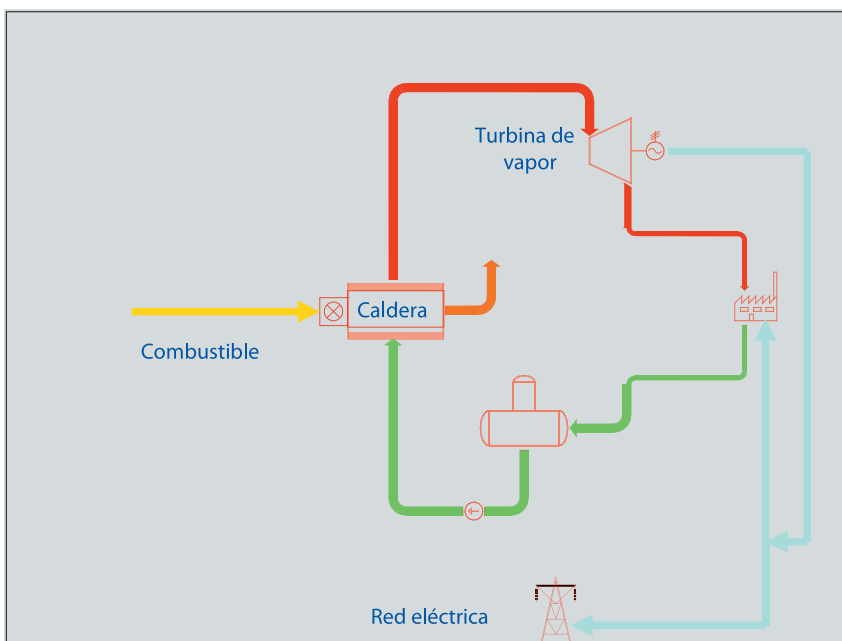 Turbina de
vapor
Caldera
Combustible
Red eléctrica